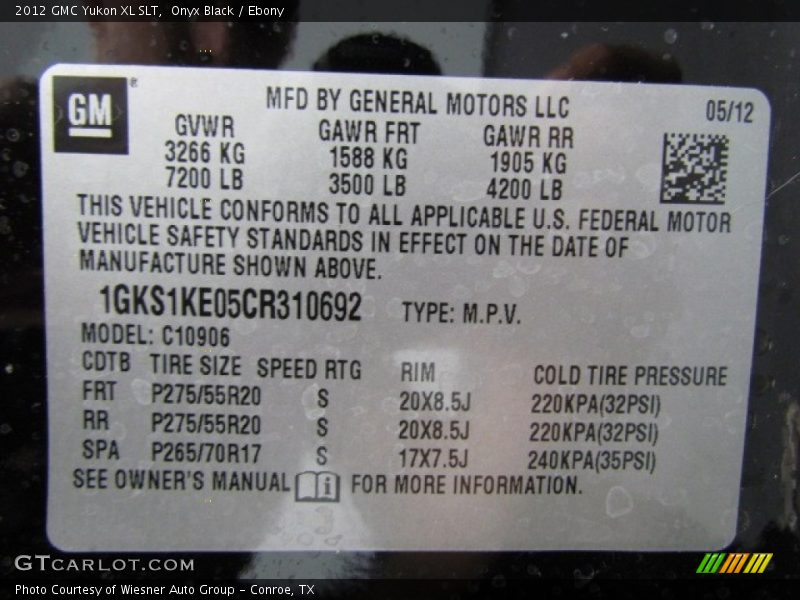 2012 GMC Yukon XL SLT,  Onyx Black / Ebony
GM ®
MFD BY GENERAL MOTORS LLC
05/12
GVWR GAWR FRT GAWR RR
3266 KG 1588 KG 1905 KG
7200 LB 3500 LB 4200 LB
THIS VEHICLE CONFORMS TO ALL APPLICABLE U.S. FEDERAL MOTOR
VEHICLE SAFETY STANDARDS IN EFFECT ON THE DATE OF
MANUFACTURE SHOWN ABOVE.
1GKS1KE05CR310692 TYPE: M.P.V.
MODEL: C10906
CDTB TIRE SIZE SPEED RTG RIM COLD TIRE PRESSURE
FRT P275/55R20 S 20X8.5J 220KPA(32PSI)
RR P275/55R20 S 20X8.5J 220KPA(32PSI)
SPA P265/70R17 S 17X7.5J 240KPA(35PSI)
SEE OWNER'S MANUAL i FOR MORE INFORMATION.
GTCARLOT.COM
Photo Courtesy of Wiesner Auto Group - Conroe, TX